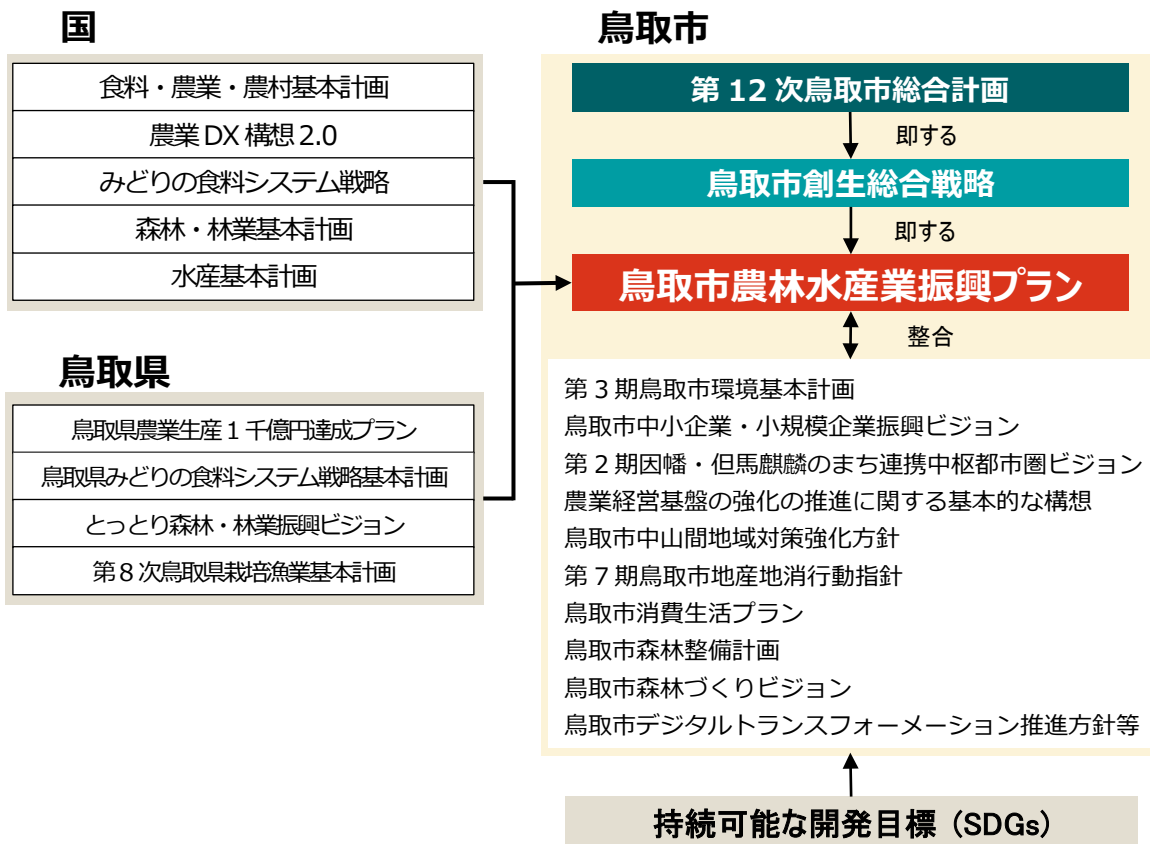 国
食料・農業・農村基本計画
農業 DX 構想 2.0
みどりの食料システム戦略
森林・林業基本計画
水産基本計画
鳥取県
鳥取県農業生産１千億円達成プラン
鳥取県みどりの食料システム戦略基本計画
とっとり森林・林業振興ビジョン
第８次鳥取県栽培漁業基本計画
鳥取市
第 12 次鳥取市総合計画
即する
鳥取市創生総合戦略
即する
鳥取市農林水産業振興プラン
整合
第３期鳥取市環境基本計画
鳥取市中小企業・小規模企業振興ビジョン
第２期因幡・但馬麒麟のまち連携中枢都市圏ビジョン
農業経営基盤の強化の推進に関する基本的な構想
鳥取市中山間地域対策強化方針
第７期鳥取市地産地消行動指針
鳥取市消費生活プラン
鳥取市森林整備計画
鳥取市森林づくりビジョン
鳥取市デジタルトランスフォーメーション推進方針等
持続可能な開発目標（SDGs）